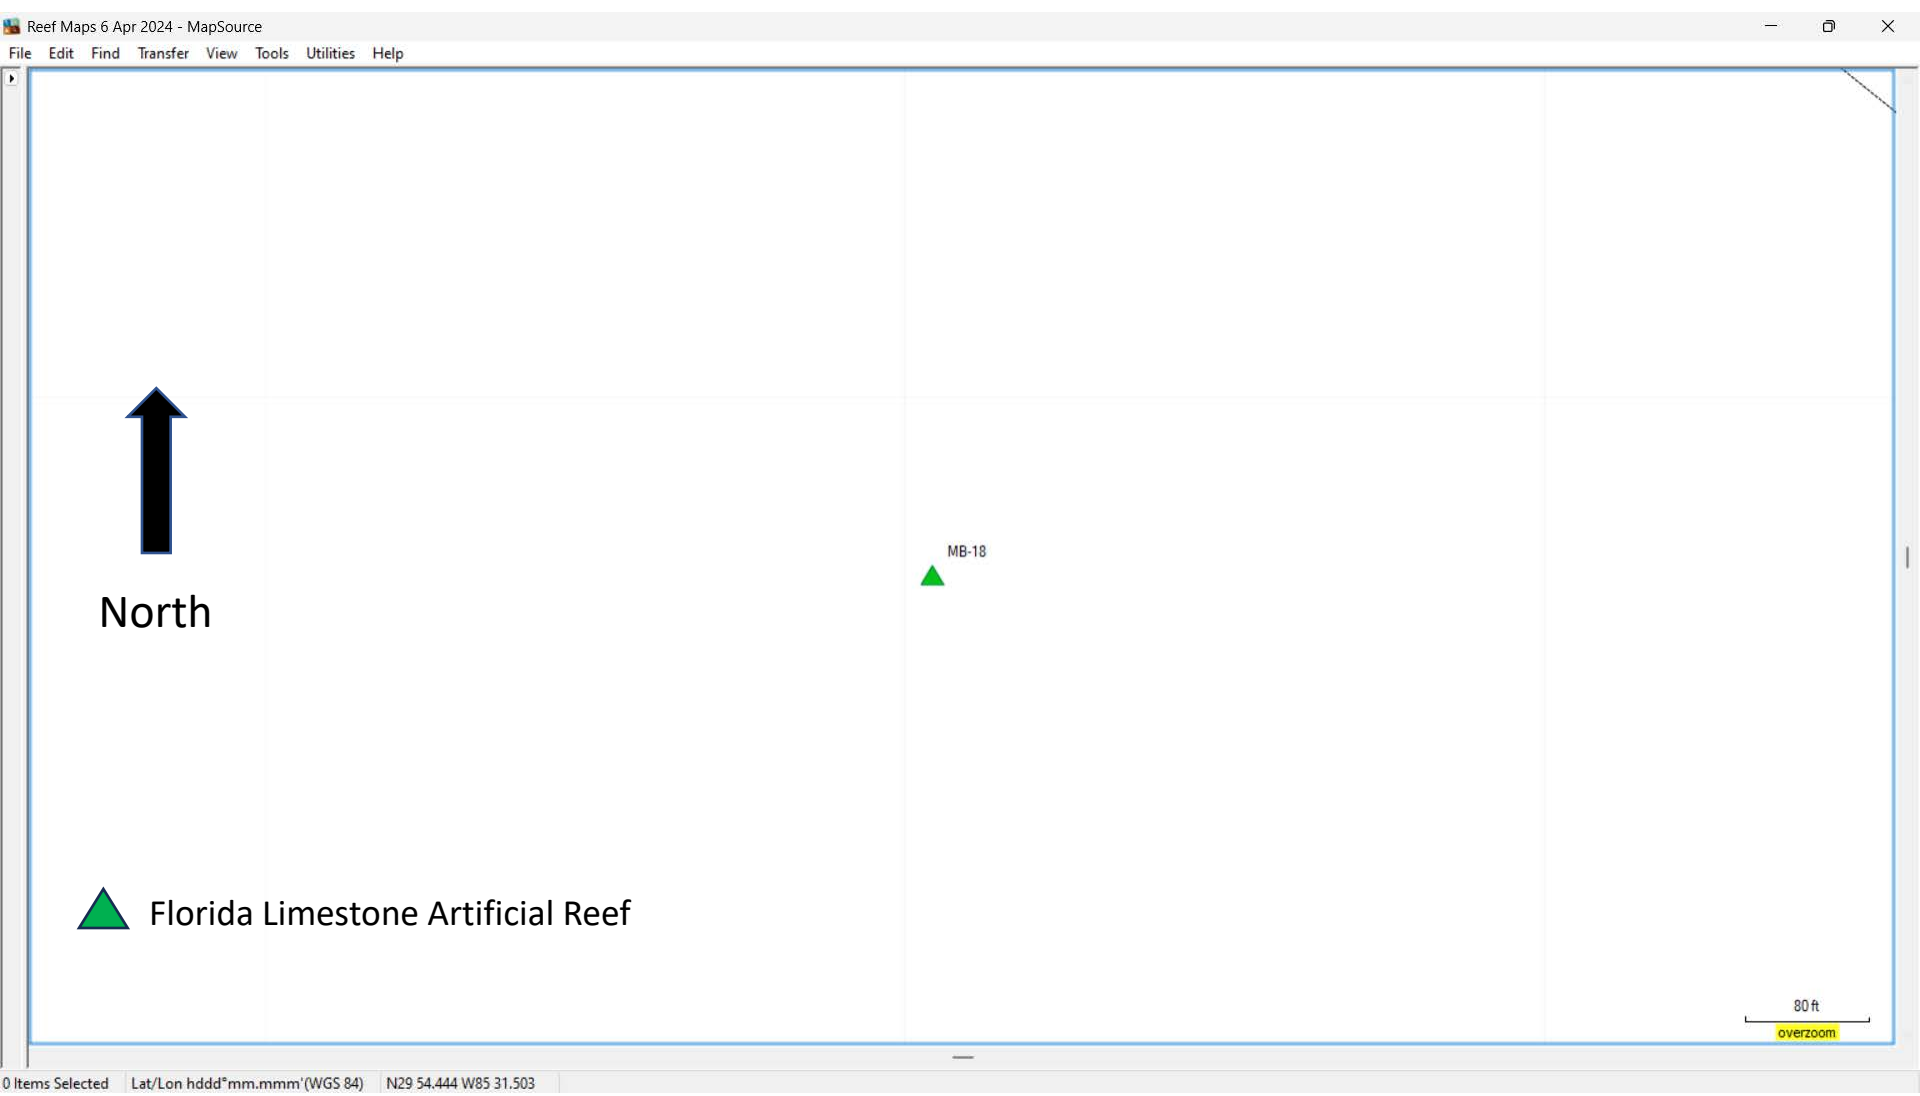 Reef Maps 6 Apr 2024 - MapSource
File Edit Find Transfer View Tools Utilities Help
MB-18
North
Florida Limestone Artificial Reef
80 ft
overzoom
0 Items Selected Lat/Lon hddd°mm.mmm'(WGS 84) N29 54.444 W85 31.503